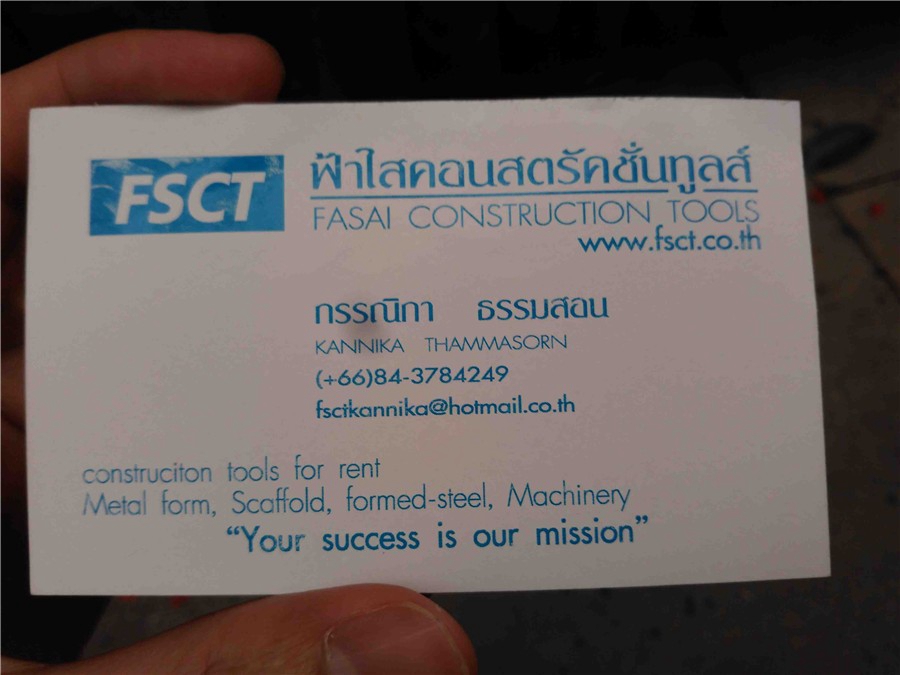 FSCT
ฟ้าใสคอนสตรัคชั่นทูลส์
FASAI CONSTRUCTION TOOLS
www.fsct.co.th
กรรณิกา ธรรมสอน
KANNIKA THAMMASORN
(+66)84-3784249
fsctkannika@hotmail.co.th
construciton tools for rent
Metal form, Scaffold, formed-steel, Machinery
“Your success is our mission”